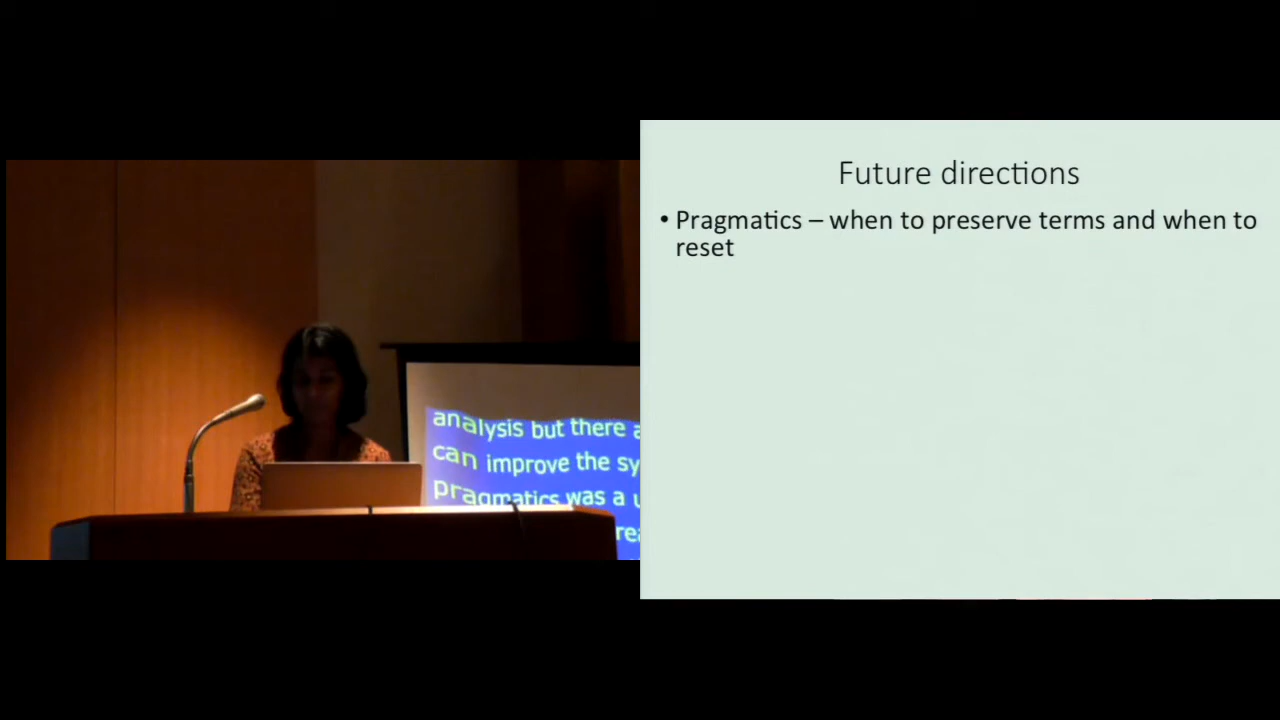 Future directions
• Pragmatics – when to preserve terms and when to
reset
analysis but there
can improve the
pragmatics was a